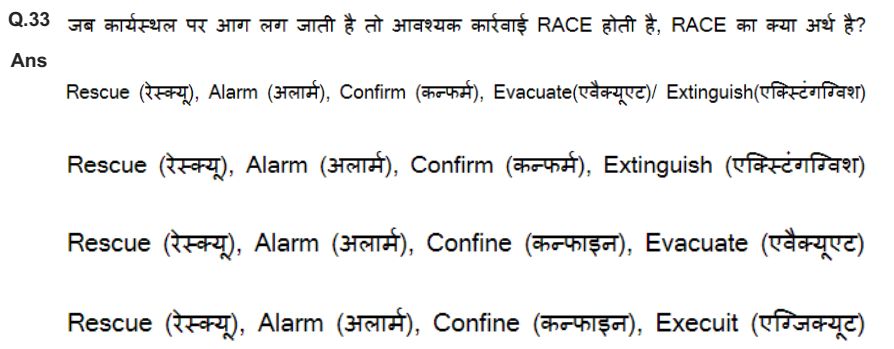 Q.33 जब कार्यस्थल पर आग लग जाती है तो आवश्यक कार्रवाई RACE होती है, RACE का क्या अर्थ है?
Ans
Rescue (रेस्क्यू), Alarm (अलार्म), Confirm (कन्फर्म), Evacuate(एवैक्यूएट)/ Extinguish(एक्स्टिंगग्विश)
Rescue (रेस्क्यू), Alarm (अलार्म), Confirm (कन्फर्म), Extinguish (एक्स्टिंगग्विश)
Rescue (रेस्क्यू), Alarm (अलार्म), Confine (कन्फाइन), Evacuate (एवैक्यूएट)
Rescue (रेस्क्यू), Alarm (अलार्म), Confine (कन्फाइन), Execuit (एग्जिक्यूट)